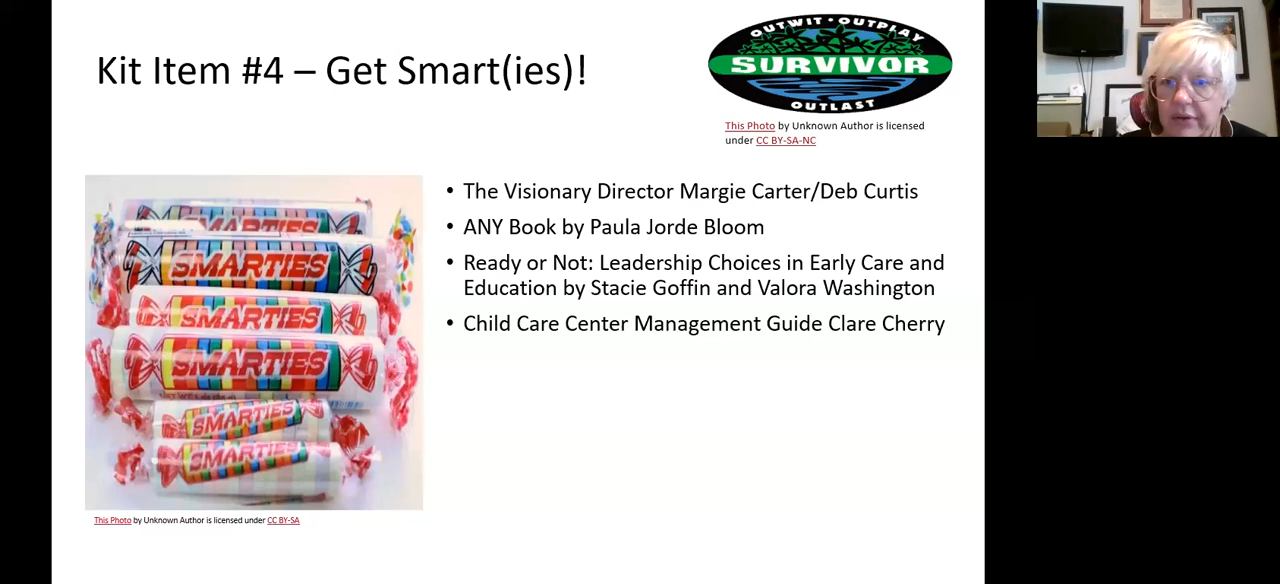 Kit Item #4 – Get Smart(ies)!
OUTWIT • OUTPLAY
SURVIVOR
OUTLAST
This Photo by Unknown Author is licensed
under CC BY-SA-NC
• The Visionary Director Margie Carter/Deb Curtis
• ANY Book by Paula Jorde Bloom
• Ready or Not: Leadership Choices in Early Care and
Education by Stacie Goffin and Valora Washington
• Child Care Center Management Guide Clare Cherry
SMARTIES
SMARTIES
SMARTIES
SMARTIES
SMARTIES
SMARTIES
This Photo by Unknown Author is licensed under CC BY-SA